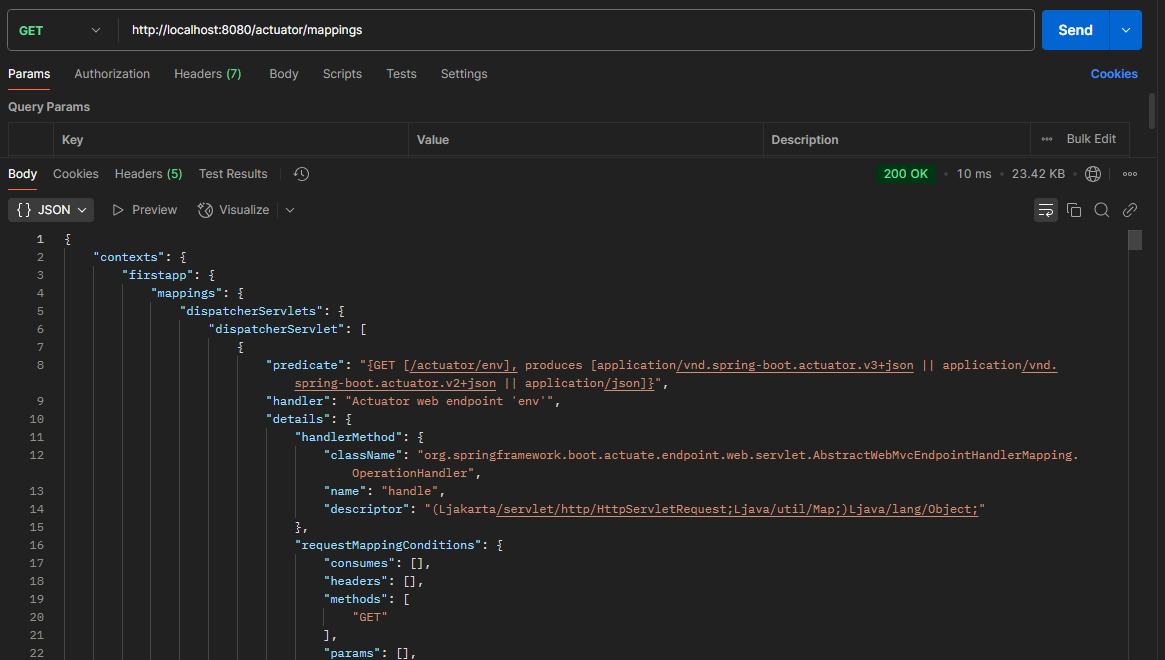 GET http://localhost:8080/actuator/mappings Send
Params Authorization Headers (7) Body Scripts Tests Settings Cookies
Query Params
Key Value Description ••• Bulk Edit
Body Cookies Headers (5) Test Results 200 OK • 10 ms • 23.42 KB • •••
{} JSON Preview Visualize
1 {
2 "contexts": {
3 "firstapp": {
4 "mappings": {
5 "dispatcherServlets": {
6 "dispatcherServlet": [
7 {
8 "predicate": "{GET [/actuator/env], produces [application/vnd.spring-boot.actuator.v3+json || application/vnd.
spring-boot.actuator.v2+json || application/json]}",
9 "handler": "Actuator web endpoint 'env'",
10 "details": {
11 "handlerMethod": {
12 "className": "org.springframework.boot.actuate.endpoint.web.servlet.AbstractWebMvcEndpointHandlerMapping.
OperationHandler",
13 "name": "handle",
14 "descriptor": "(Ljakarta/servlet/http/HttpServletRequest;Ljava/util/Map;)Ljava/lang/Object;"
15 },
16 "requestMappingConditions": {
17 "consumes": [],
18 "headers": [],
19 "methods": [
20 "GET"
21 ],
22 "params": [],